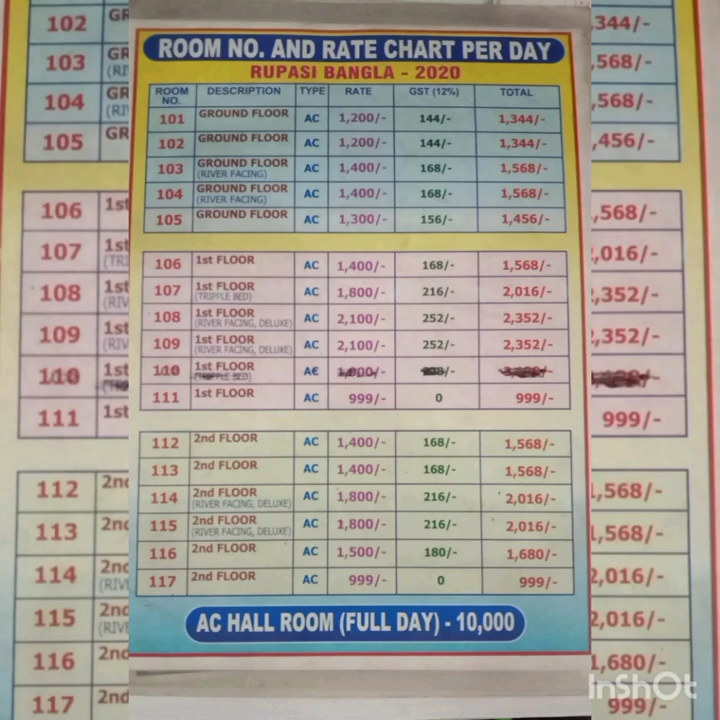 ROOM NO. AND RATE CHART PER DAY
RUPASI BANGLA - 2020
ROOM NO. DESCRIPTION TYPE RATE GST (12%) TOTAL
101 GROUND FLOOR AC 1,200/- 144/- 1,344/-
102 GROUND FLOOR AC 1,200/- 144/- 1,344/-
103 GROUND FLOOR (RIVER FACING) AC 1,400/- 168/- 1,568/-
104 GROUND FLOOR (RIVER FACING) AC 1,400/- 168/- 1,568/-
105 GROUND FLOOR AC 1,300/- 156/- 1,456/-
106 1st FLOOR AC 1,400/- 168/- 1,568/-
107 1st FLOOR (TRIPPLE BED) AC 1,800/- 216/- 2,016/-
108 1st FLOOR (RIVER FACING, DELUXE) AC 2,100/- 252/- 2,352/-
109 1st FLOOR (RIVER FACING, DELUXE) AC 2,100/- 252/- 2,352/-
110 1st FLOOR (TRIPPLE BED)
111 1st FLOOR AC 999/- 0 999/-
112 2nd FLOOR AC 1,400/- 168/- 1,568/-
113 2nd FLOOR AC 1,400/- 168/- 1,568/-
114 2nd FLOOR (RIVER FACING, DELUXE) AC 1,800/- 216/- 2,016/-
115 2nd FLOOR (RIVER FACING, DELUXE) AC 1,800/- 216/- 2,016/-
116 2nd FLOOR AC 1,500/- 180/- 1,680/-
117 2nd FLOOR AC 999/- 0 999/-
AC HALL ROOM (FULL DAY) - 10,000
InShOt